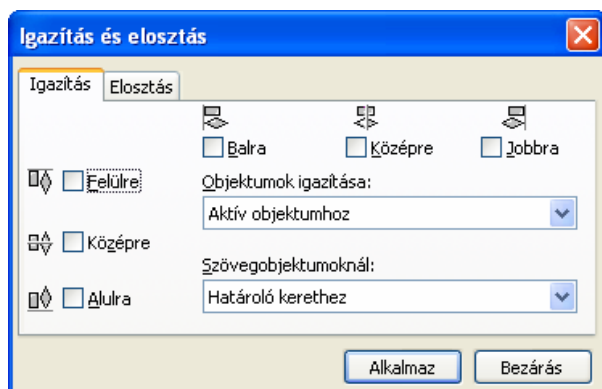 Igazítás és elosztás
Igazítás Elosztás
Balra Középre Jobbra
Felülre
Objektumok igazítása:
Aktív objektumhoz
Középre
Szövegobjektumoknál:
Alulra
Határoló kerethez
Alkalmaz Bezárás